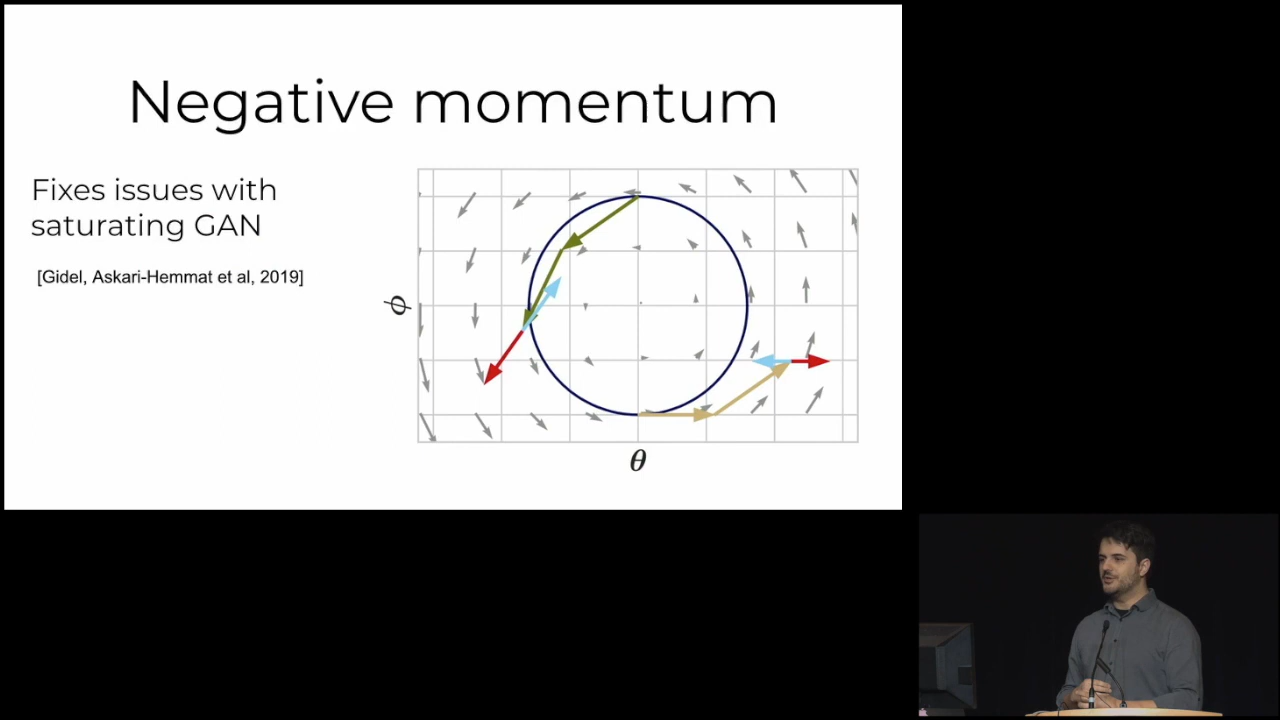 Negative momentum
Fixes issues with
saturating GAN
[Gidel, Askari-Hemmat et al, 2019]
ϕ
θ